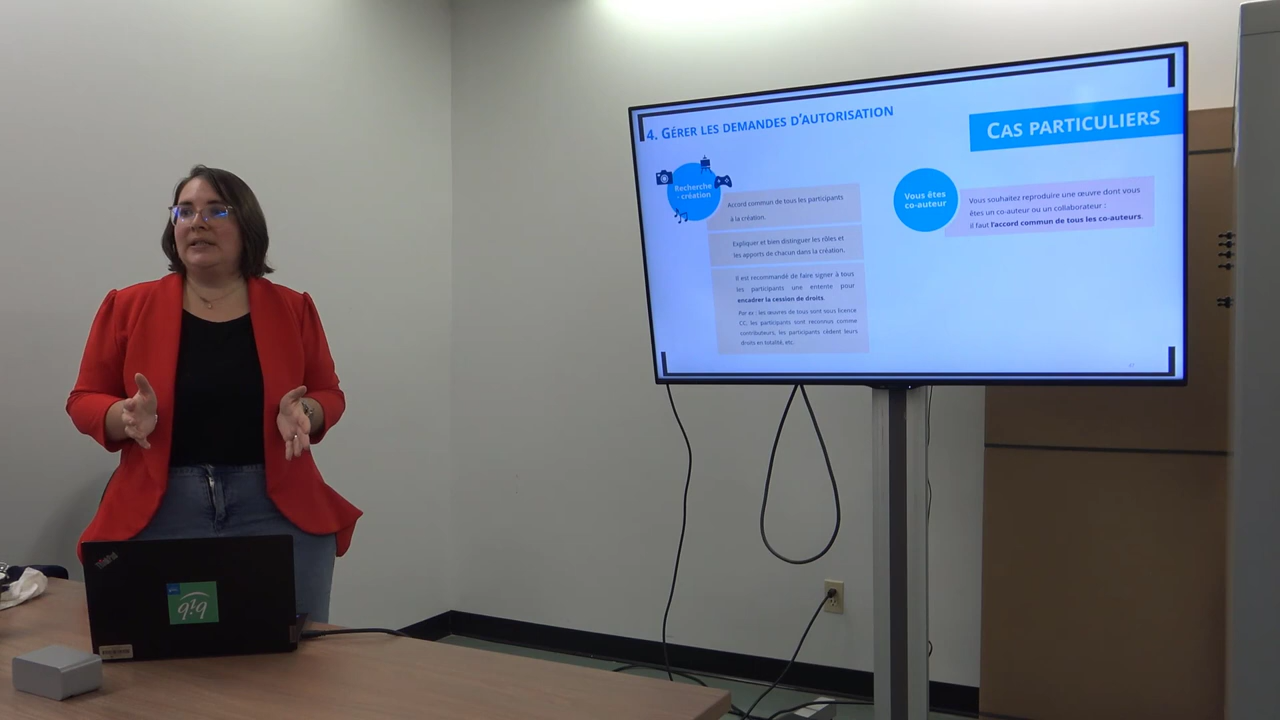 4. GÉRER LES DEMANDES D'AUTORISATION
CAS PARTICULIERS
Recherche
- création
Accord commun de tous les participants
à la création.
Expliquer et bien distinguer les rôles et
les apports de chacun dans la création.
Il est recommandé de faire signer à tous
les participants une entente pour
encadrer la cession de droits.
Par ex : les œuvres de tous sont sous licence
CC, les participants sont reconnus comme
contributeurs, les participants cèdent leurs
droits en totalité, etc.
Vous êtes
co-auteur
Vous souhaitez reproduire une œuvre dont vous
êtes un co-auteur ou un collaborateur :
Il faut l'accord commun de tous les co-auteurs.
ThinkPad
bib